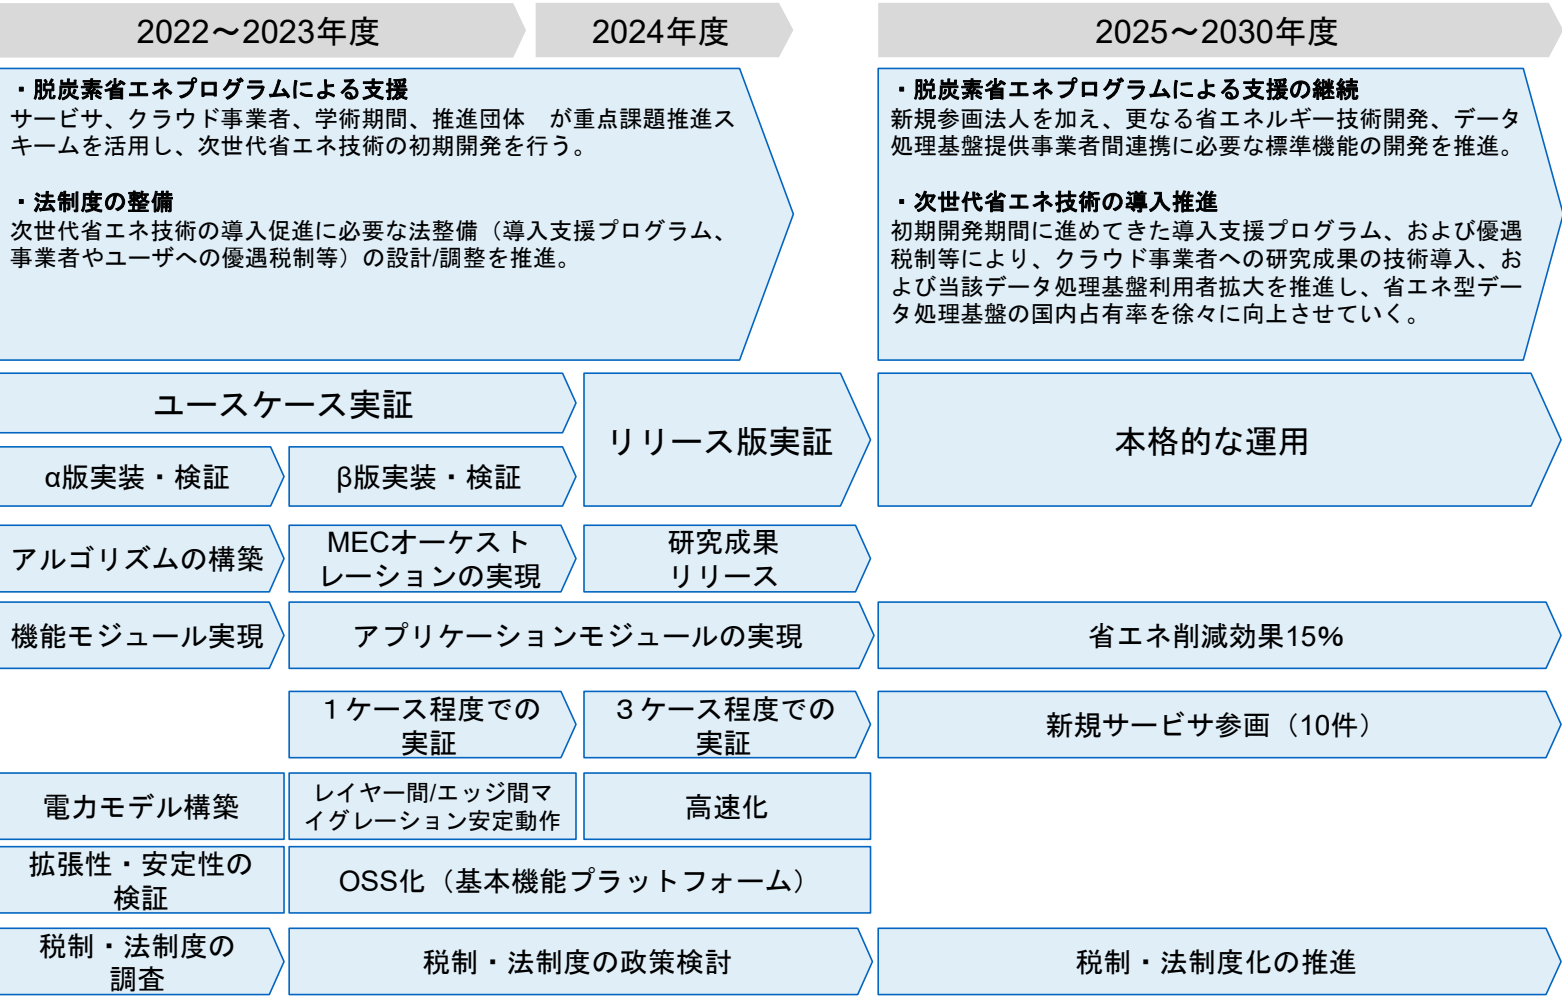 2022～2023年度
2024年度
2025～2030年度
・脱炭素省エネプログラムによる支援
サービサ、クラウド事業者、学術期間、推進団体　が重点課題推進ス
キームを活用し、次世代省エネ技術の初期開発を行う。
・法制度の整備
次世代省エネ技術の導入促進に必要な法整備（導入支援プログラム、
事業者やユーザへの優遇税制等）の設計/調整を推進。
・脱炭素省エネプログラムによる支援の継続
新規参画法人を加え、更なる省エネルギー技術開発、データ
処理基盤提供事業者間連携に必要な標準機能の開発を推進。
・次世代省エネ技術の導入推進
初期開発期間に進めてきた導入支援プログラム、および優遇
税制等により、クラウド事業者への研究成果の技術導入、お
よび当該データ処理基盤利用者拡大を推進し、省エネ型デー
タ処理基盤の国内占有率を徐々に向上させていく。
ユースケース実証
リリース版実証
本格的な運用
α版実装・検証
β版実装・検証
アルゴリズムの構築
MECオーケスト
レーションの実現
研究成果
リリース
機能モジュール実現
アプリケーションモジュールの実現
省エネ削減効果15%
１ケース程度での
実証
３ケース程度での
実証
新規サービサ参画（10件）
電力モデル構築
レイヤー間/エッジ間マ
イグレーション安定動作
高速化
拡張性・安定性の
検証
OSS化（基本機能プラットフォーム）
税制・法制度の
調査
税制・法制度の政策検討
税制・法制度化の推進